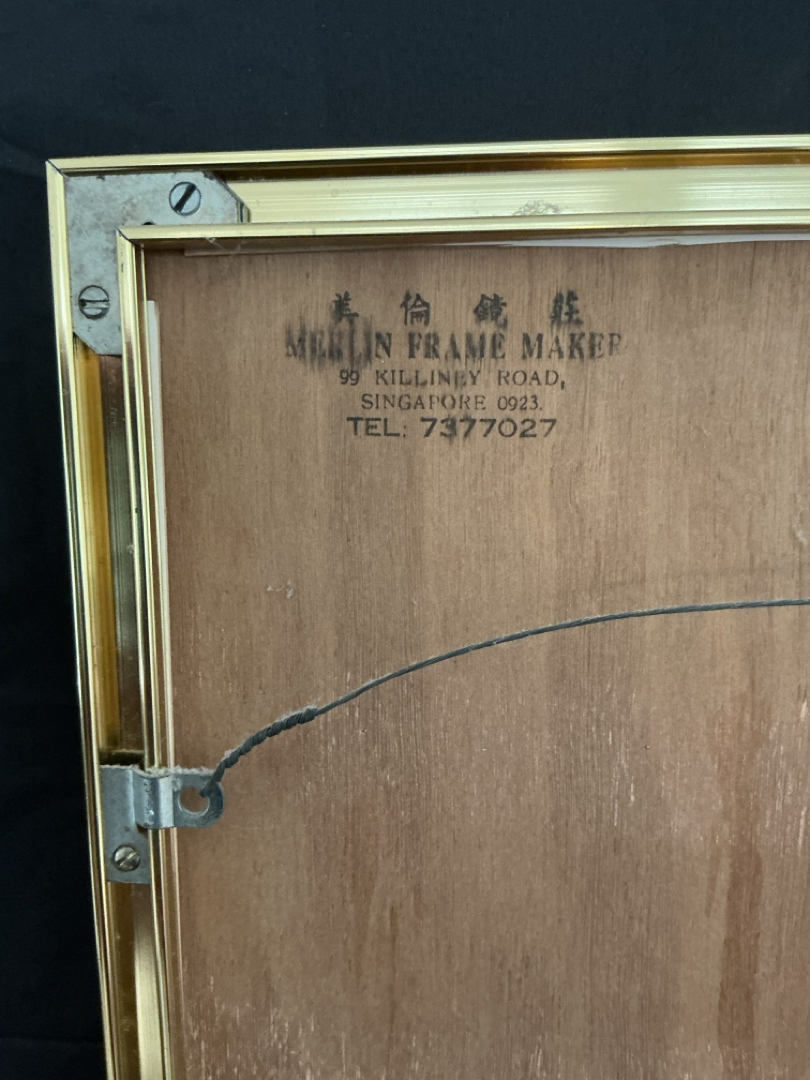 美倫鏡莊
MERLIN FRAME MAKER
99 KILLINEY ROAD,
SINGAPORE 0923.
TEL: 7377027